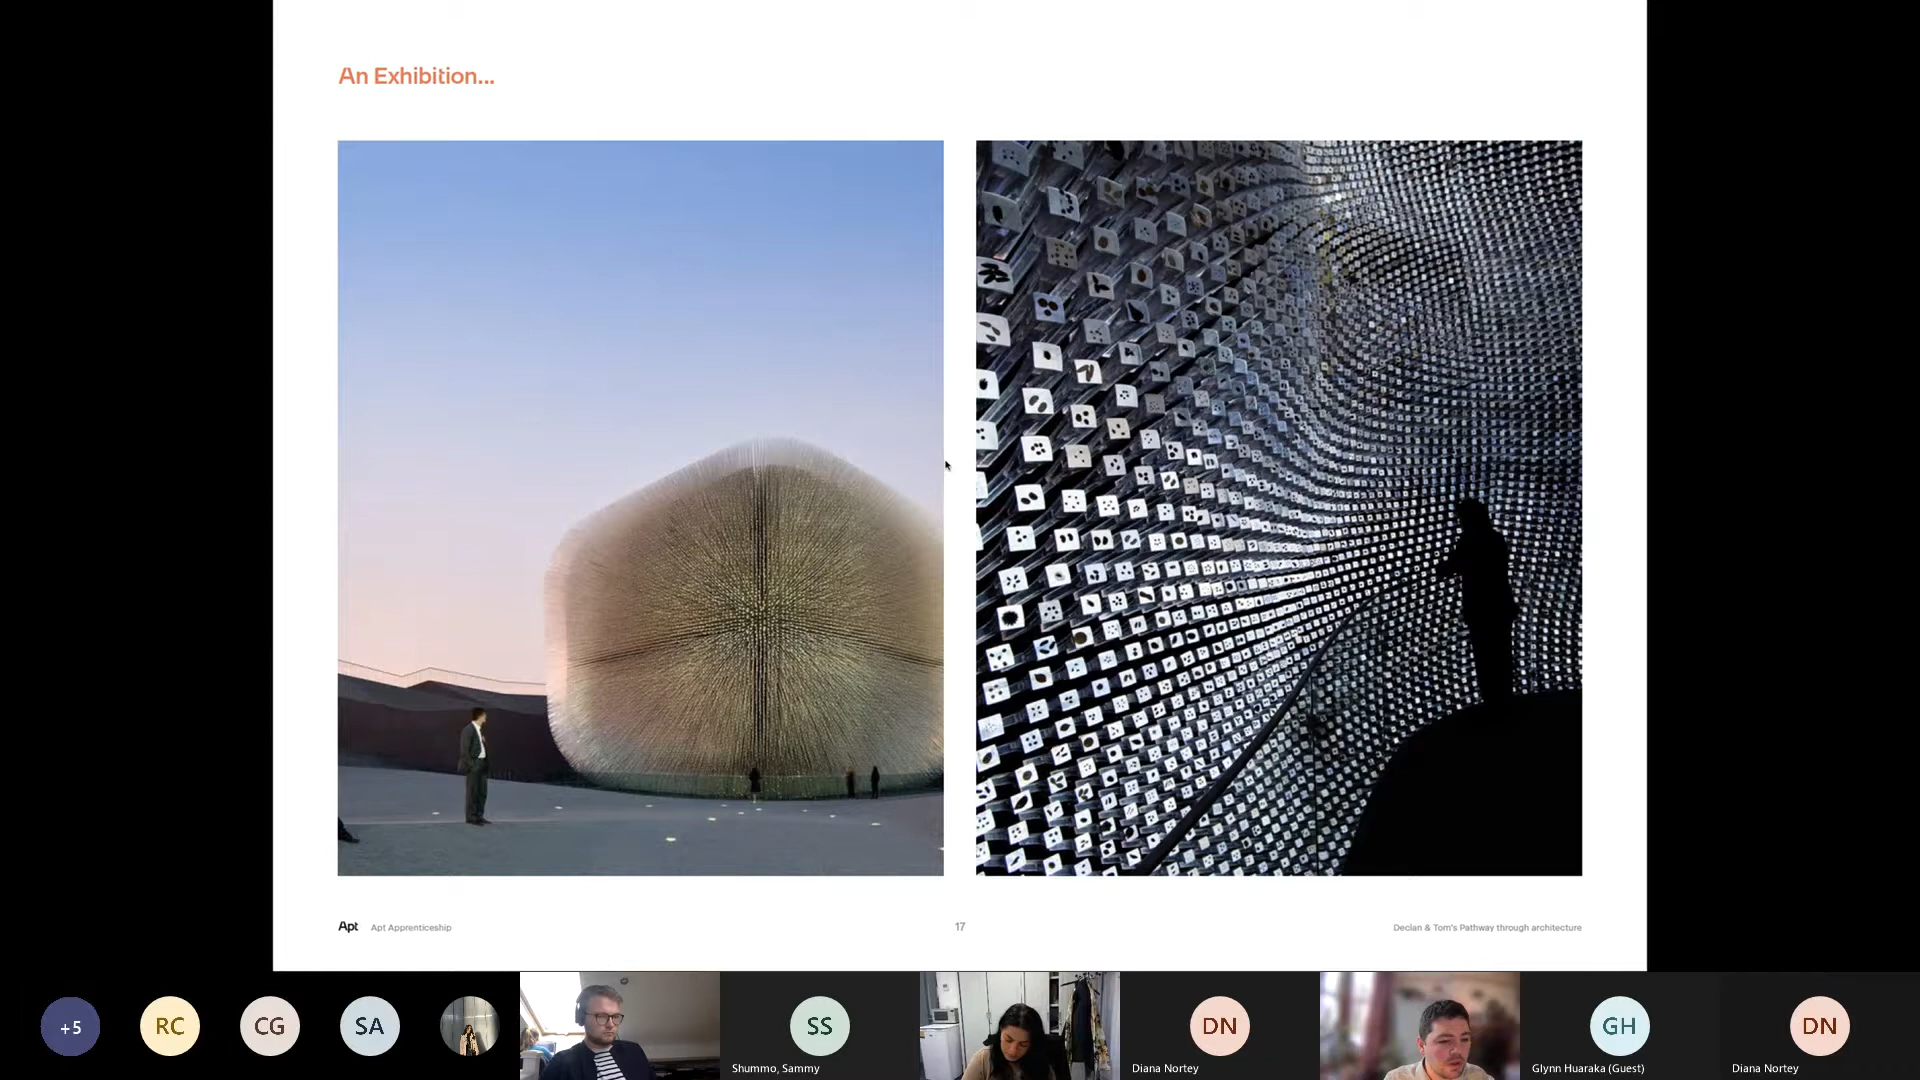 An Exhibition...
Apt Apt Apprenticeship
17
Declan & Tom's Pathway through architecture
+5
RC
CG
SA
SS
Shummo, Sammy
DN
Diana Nortey
GH
Glynn Huaraka (Guest)
DN
Diana Nortey